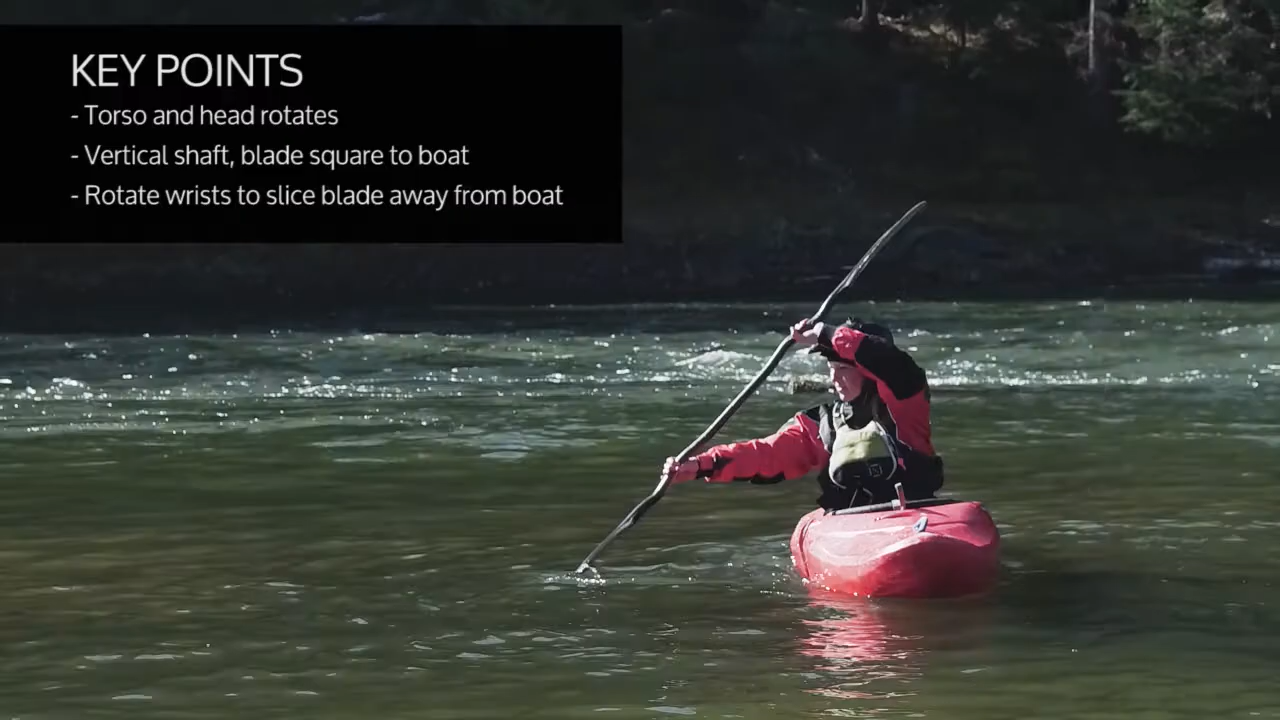 KEY POINTS
- Torso and head rotates
- Vertical shaft, blade square to boat
- Rotate wrists to slice blade away from boat